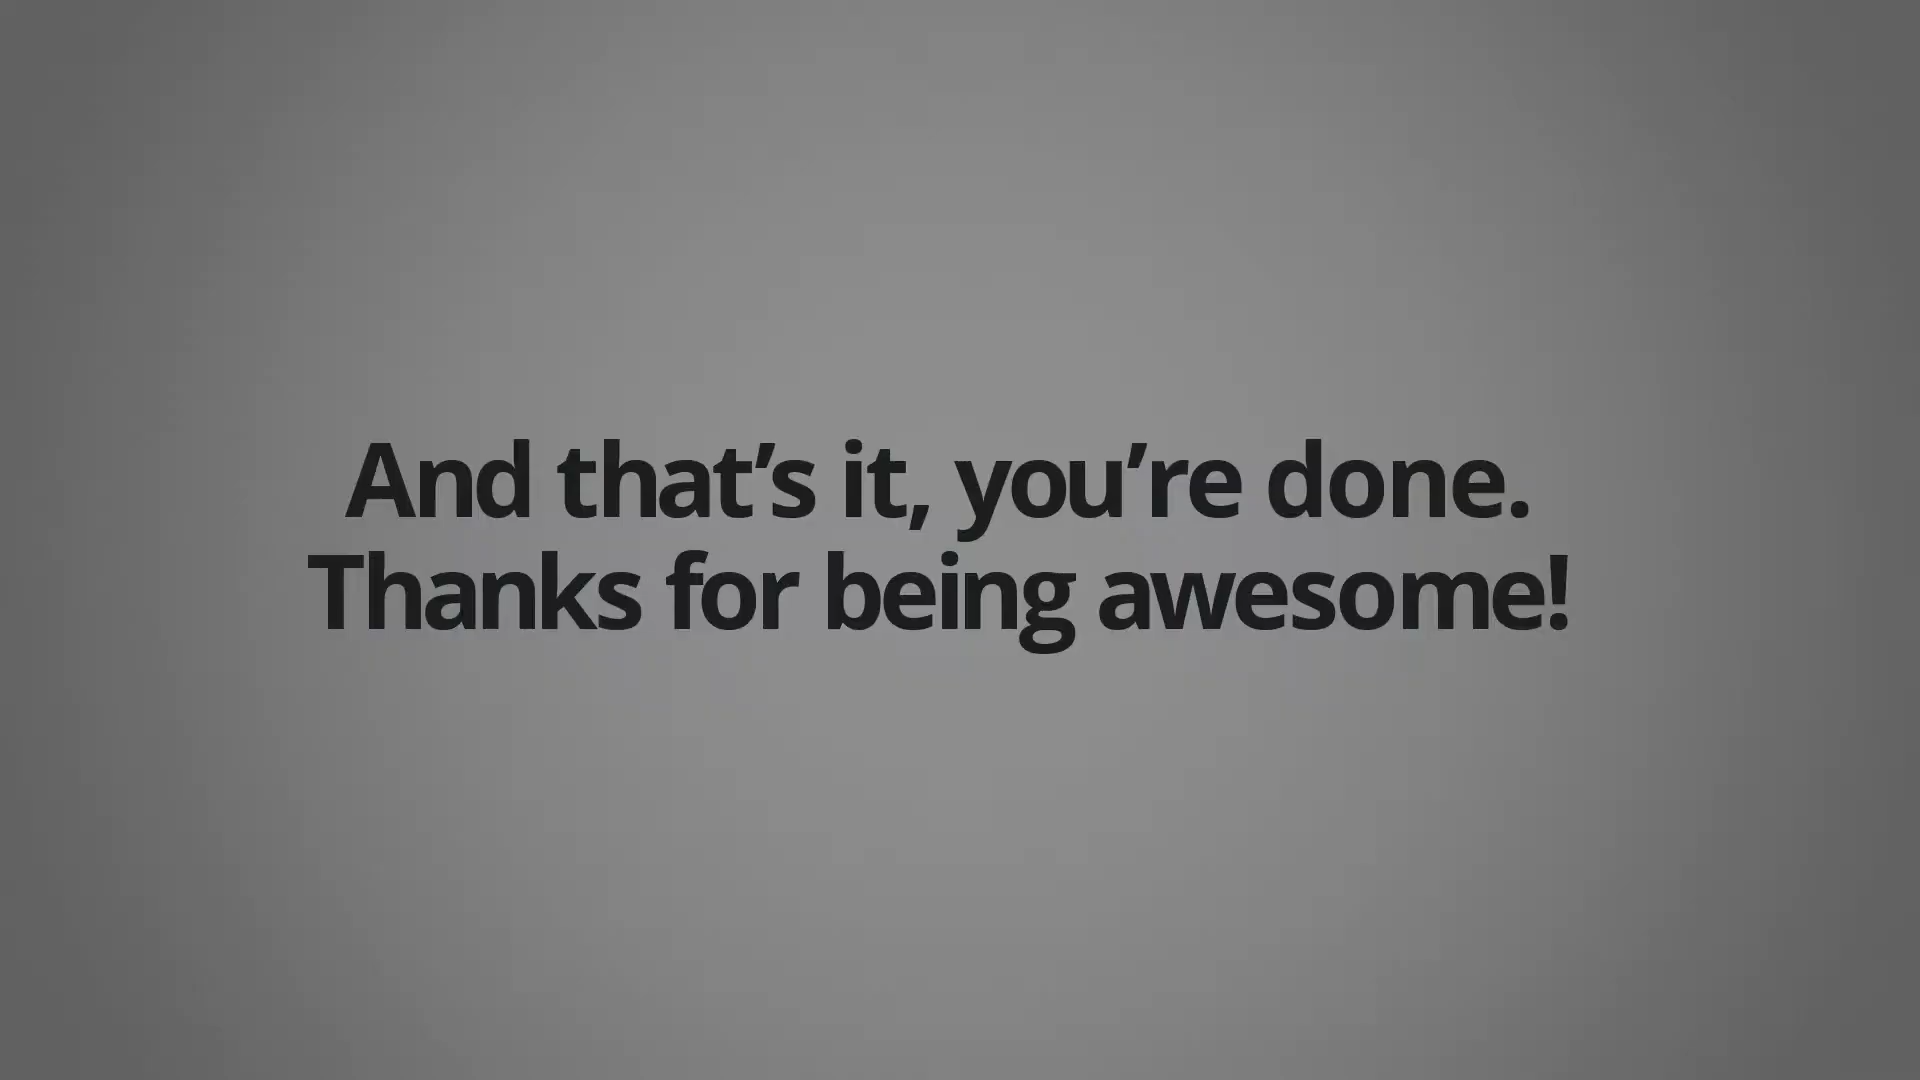 And that’s it, you’re done.
Thanks for being awesome!